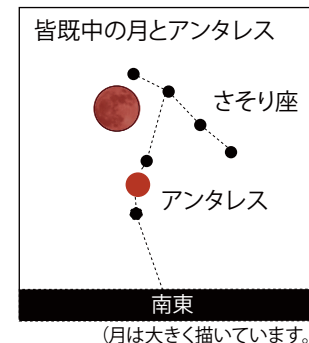 皆既中の月とアンタレス
さそり座
アンタレス
南東
(月は大きく描いています。